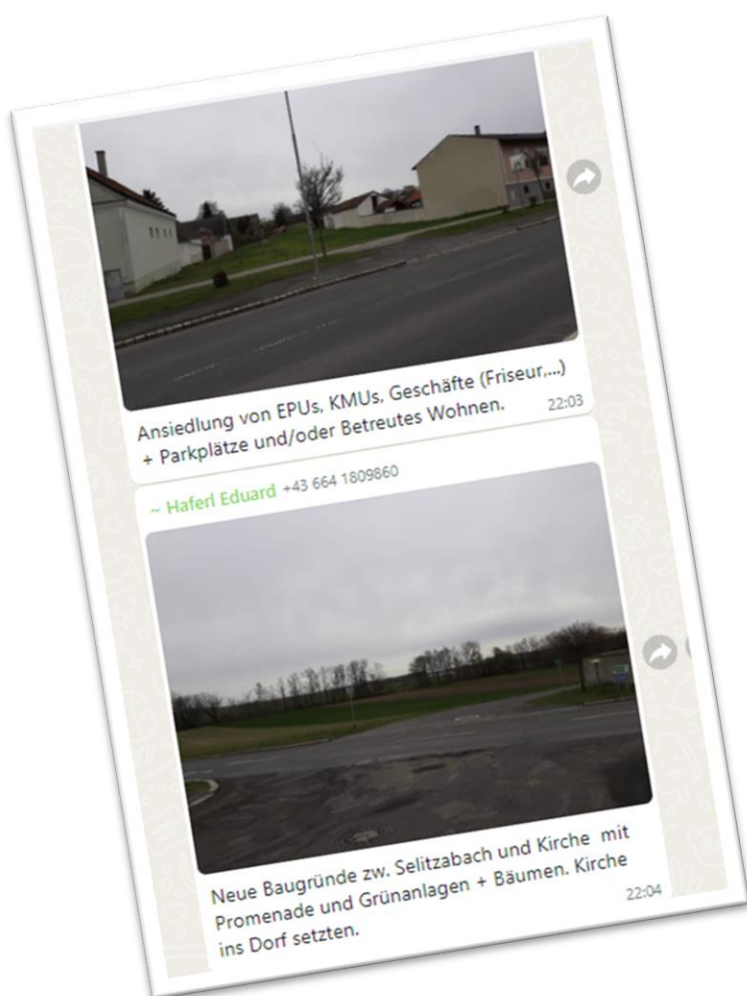 Ansiedlung von EPUs, KMUs, Geschäfte (Friseur,...)
+ Parkplätze und/oder Betreutes Wohnen.
22:03
~ Haferl Eduard +43 664 1809860
Neue Baugründe zw. Selitzabach und Kirche mit
Promenade und Grünanlagen + Bäumen. Kirche
ins Dorf setzten.
22:04